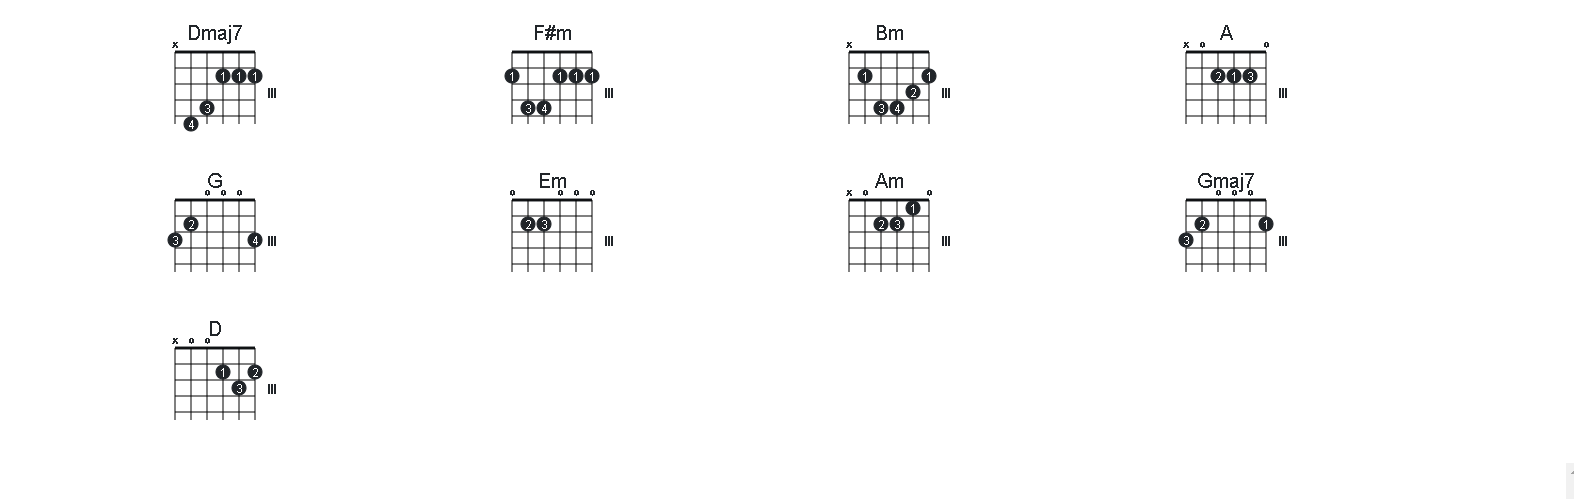 Dmaj7 F#m Bm A
x x x o o
1 1 1 1 1 1 1 1 1 2 1 3
2 III III III III
3 3 4 3 4
4
G Em Am Gmaj7
o o o o o o o x o o o o o
1
2 2 3 2 3 2 1
3 4 III III III 3 III
D
x o o
1 2
3 III